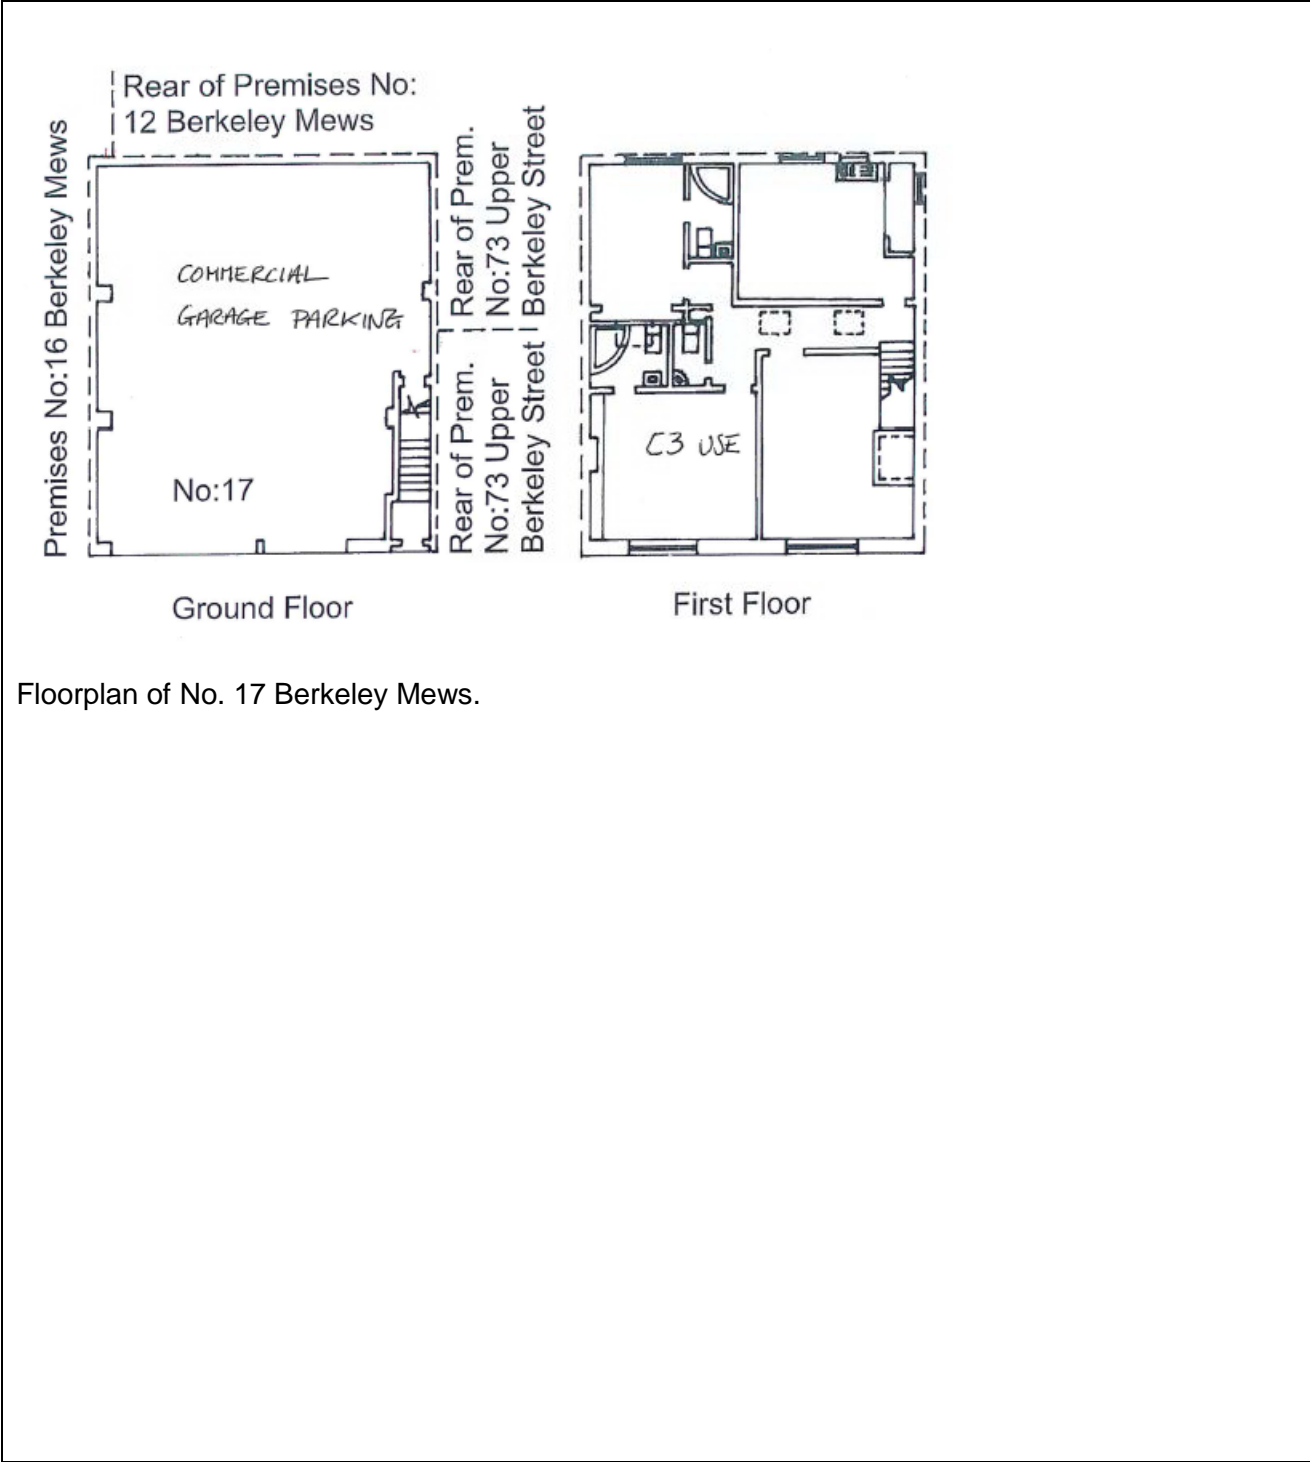 Rear of Premises No:
12 Berkeley Mews
Premises No:16 Berkeley Mews
COMMERCIAL
GARAGE PARKING
No:17
Rear of Prem.
No:73 Upper
Berkeley Street
Rear of Prem.
No:73 Upper
Berkeley Street
C3 USE
Ground Floor
First Floor
Floorplan of No. 17 Berkeley Mews.